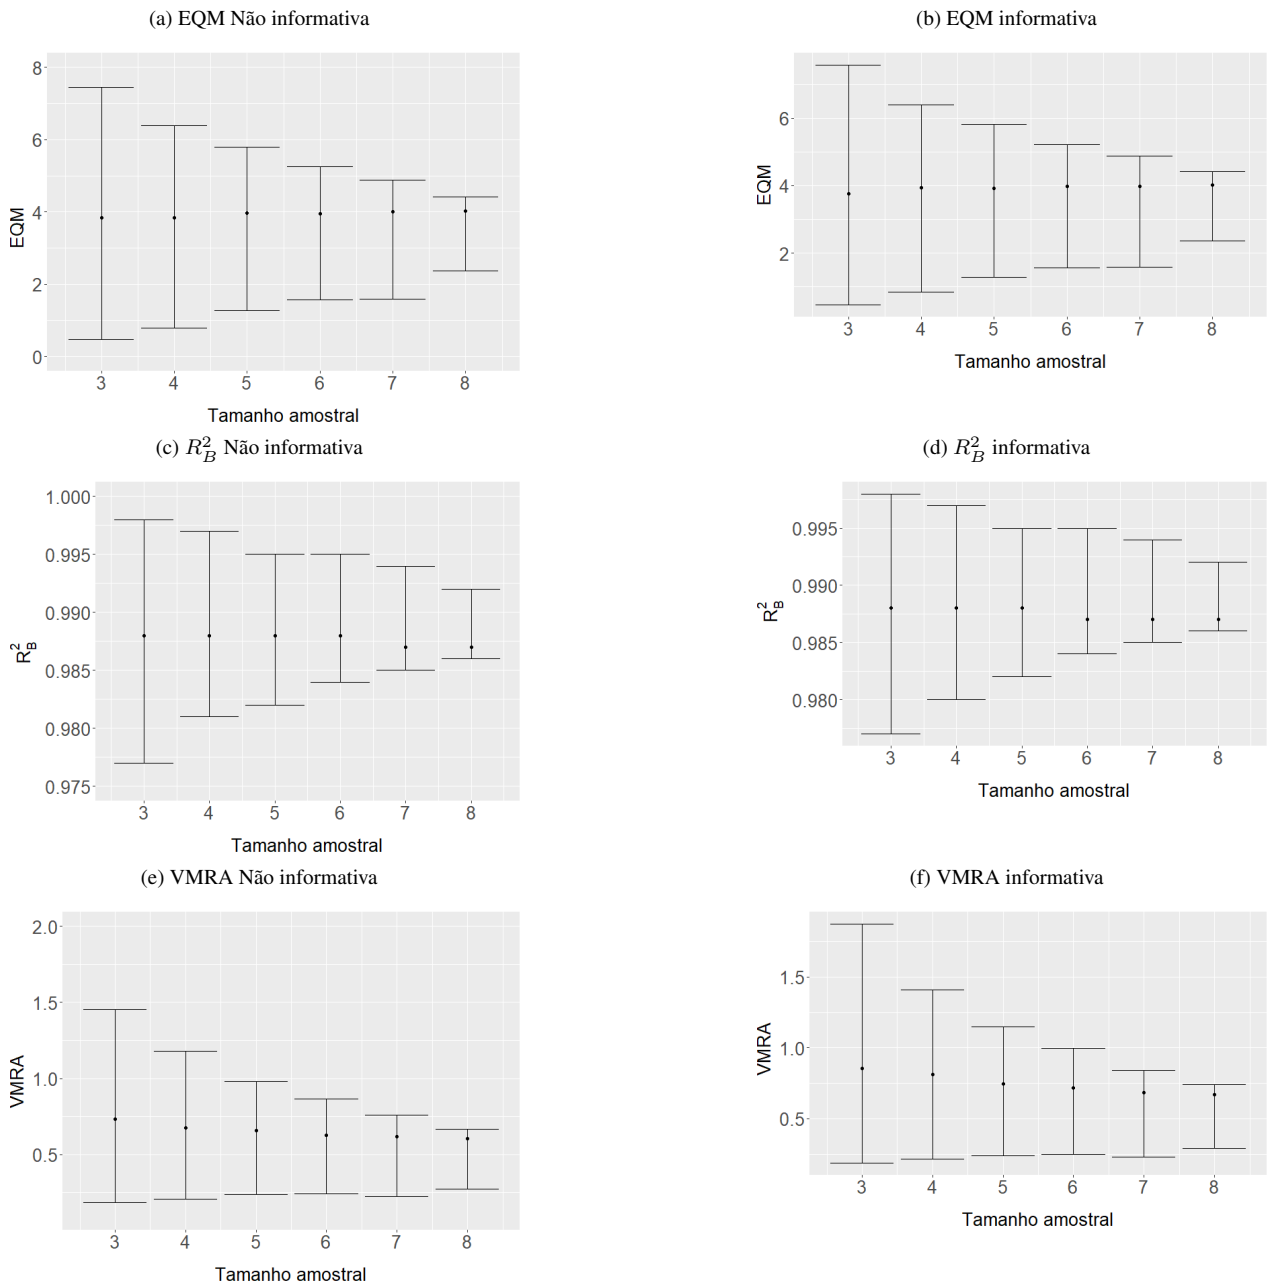 (a) EQM Não informativa
8
6
4
2
0
EQM
3 4 5 6 7 8
Tamanho amostral
(b) EQM informativa
6
4
2
EQM
3 4 5 6 7 8
Tamanho amostral
(c) R²_B Não informativa
1.000
0.995
0.990
0.985
0.980
0.975
R²_B
3 4 5 6 7 8
Tamanho amostral
(d) R²_B informativa
0.995
0.990
0.985
0.980
R²_B
3 4 5 6 7 8
Tamanho amostral
(e) VMRA Não informativa
2.0
1.5
1.0
0.5
VMRA
3 4 5 6 7 8
Tamanho amostral
(f) VMRA informativa
1.5
1.0
0.5
VMRA
3 4 5 6 7 8
Tamanho amostral